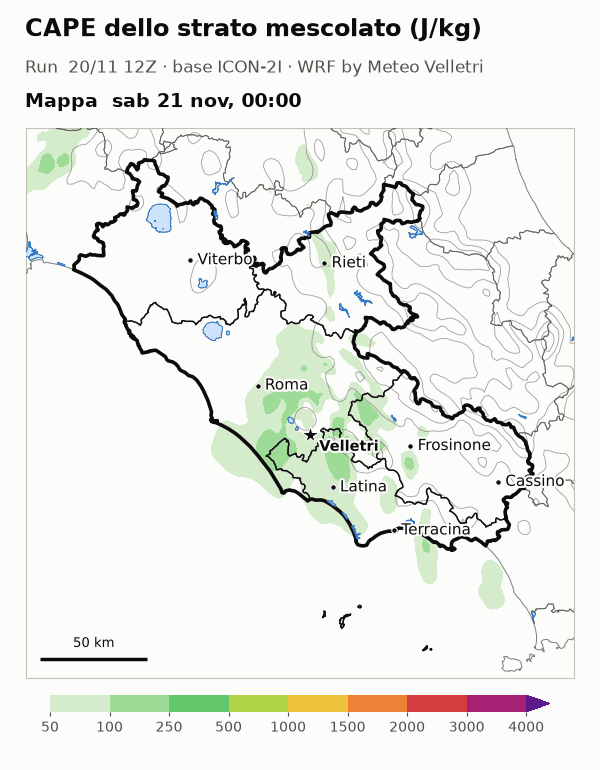 CAPE dello strato mescolato (J/kg)
Run  20/11 12Z · base ICON-2I · WRF by Meteo Velletri
Mappa  sab 21 nov, 00:00
Viterbo
Rieti
Roma
Velletri
Frosinone
Latina
Cassino
Terracina
50 km
50 100 250 500 1000 1500 2000 3000 4000